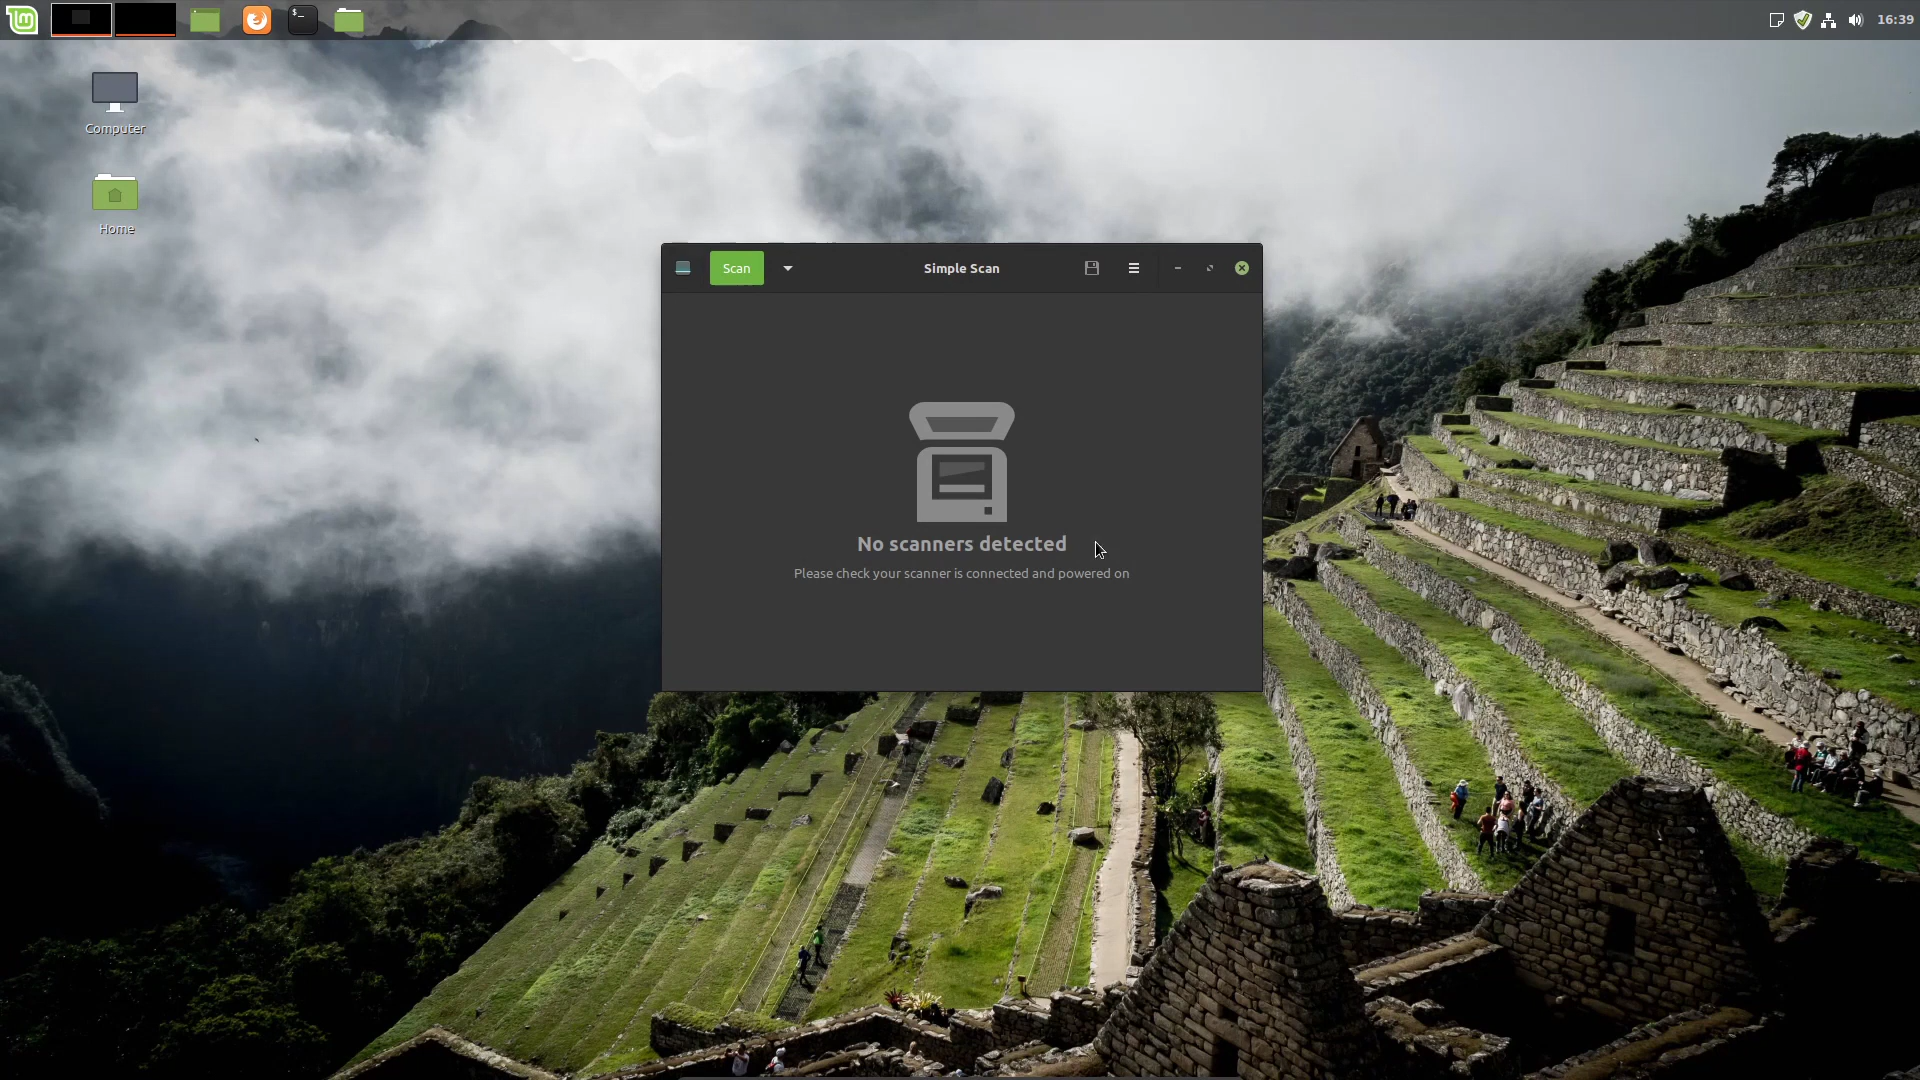 $_
16:39
Computer
Home
Scan
Simple Scan
No scanners detected
Please check your scanner is connected and powered on